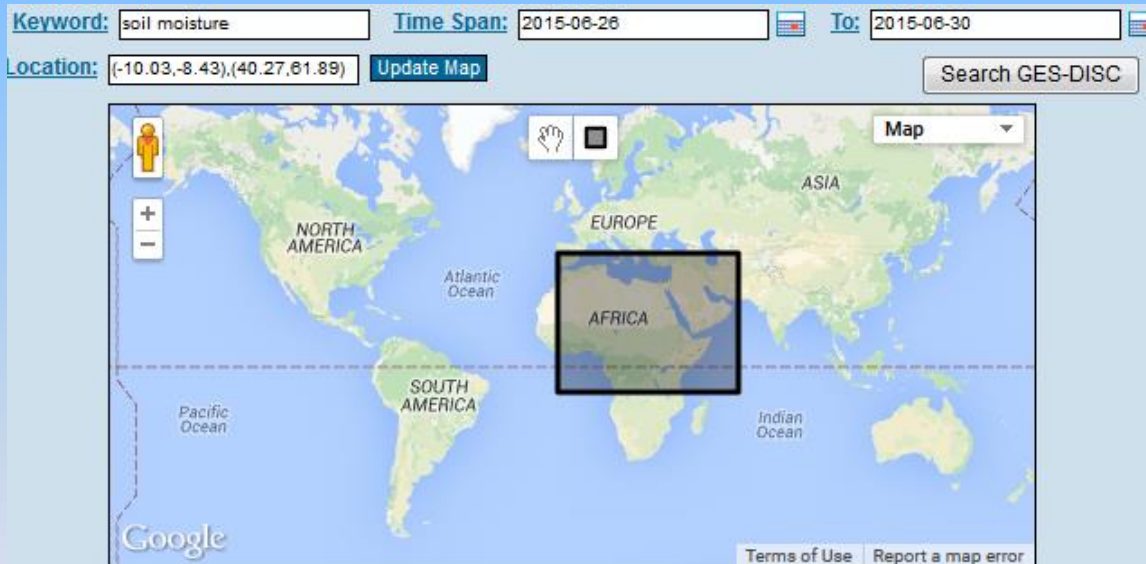 Keyword: soil moisture Time Span: 2015-06-26 To: 2015-06-30
Location: (-10.03,-8.43),(40.27,61.89) Update Map Search GES-DISC
Map
ASIA
EUROPE
NORTH
AMERICA
Atlantic
Ocean
AFRICA
SOUTH
AMERICA
Pacific
Ocean
Indian
Ocean
Google
Terms of Use Report a map error